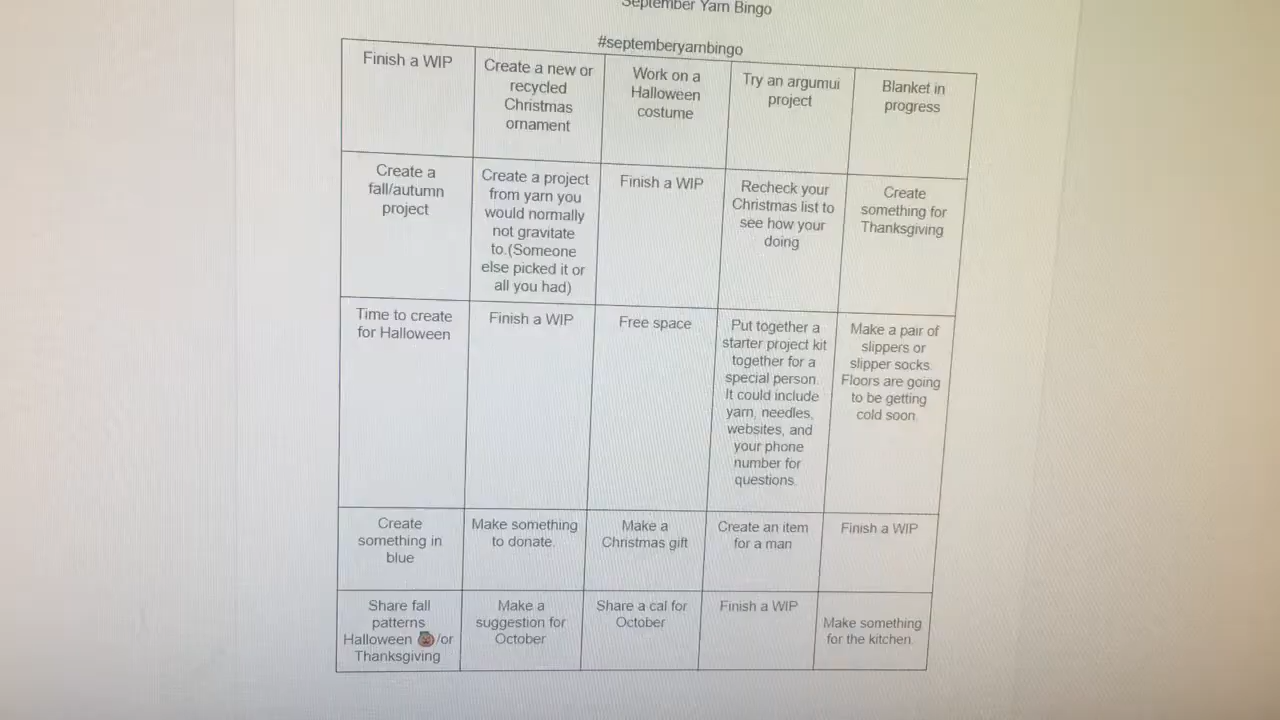 September Yarn Bingo
#septemberyarnbingo
Finish a WIP
Create a new or
recycled
Christmas
ornament
Work on a
Halloween
costume
Try an argumui
project
Blanket in
progress
Create a
fall/autumn
project
Create a project
from yarn you
would normally
not gravitate
to.(Someone
else picked it or
all you had)
Finish a WIP
Recheck your
Christmas list to
see how your
doing
Create
something for
Thanksgiving
Time to create
for Halloween
Finish a WIP
Free space
Put together a
starter project kit
together for a
special person.
It could include
yarn, needles,
websites, and
your phone
number for
questions.
Make a pair of
slippers or
slipper socks.
Floors are going
to be getting
cold soon.
Create
something in
blue
Make something
to donate.
Make a
Christmas gift
Create an item
for a man
Finish a WIP
Share fall
patterns
Halloween 🎃/or
Thanksgiving
Make a
suggestion for
October
Share a cal for
October
Finish a WIP
Make something
for the kitchen.